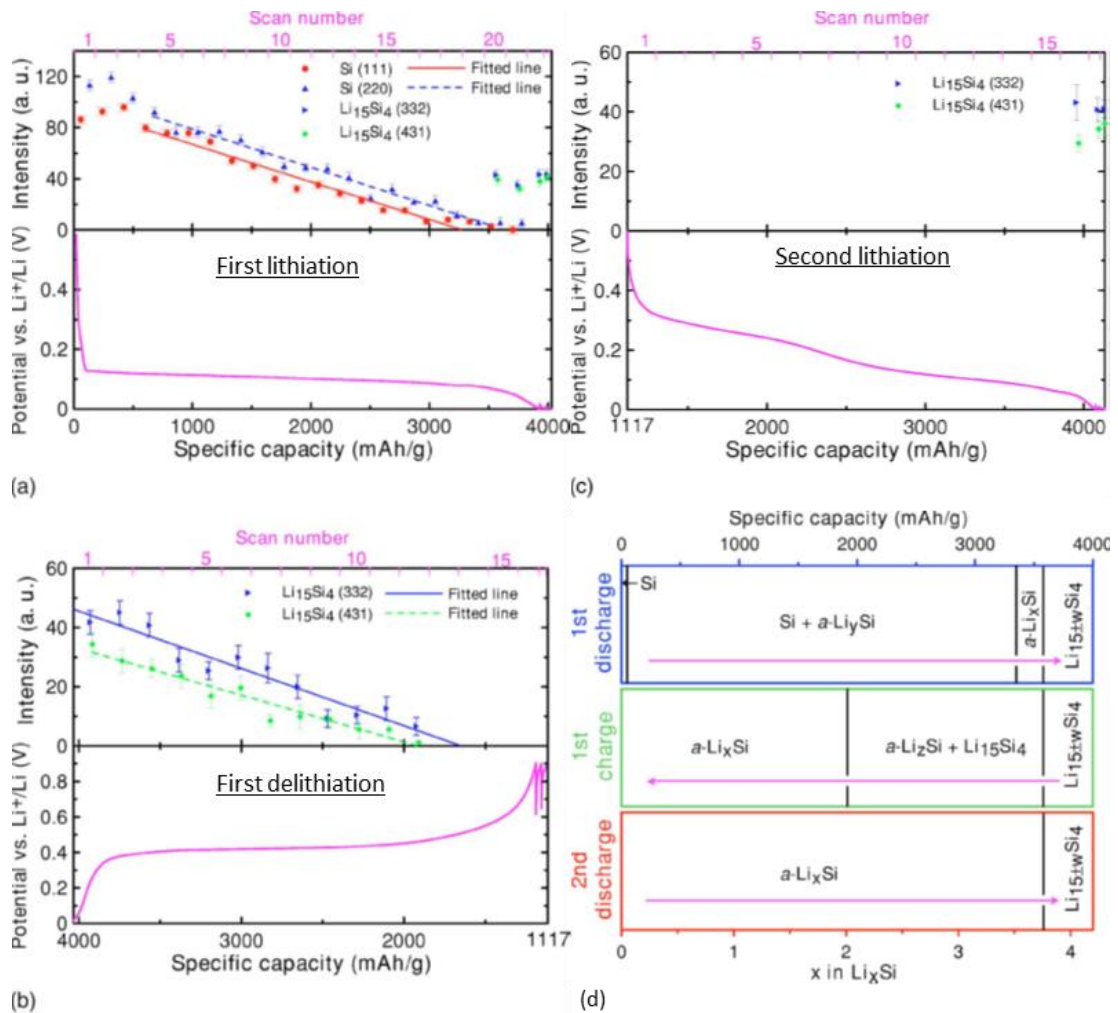 Scan number
1 5 10 15 20
120
80
40
0
Intensity (a. u.)
Si (111) Fitted line
Si (220) Fitted line
Li15Si4 (332)
Li15Si4 (431)
First lithiation
0.4
0.2
0
Potential vs. Li+/Li (V)
0 1000 2000 3000 4000
Specific capacity (mAh/g)
(a)
Scan number
1 5 10 15
60
40
20
0
Intensity (a. u.)
Li15Si4 (332)
Li15Si4 (431)
Second lithiation
0.4
0.2
0
Potential vs. Li+/Li (V)
1117 2000 3000 4000
Specific capacity (mAh/g)
(c)
Scan number
1 5 10 15
60
40
20
0
Intensity (a. u.)
Li15Si4 (332) Fitted line
Li15Si4 (431) Fitted line
First delithiation
0.8
0.6
0.4
0.2
0
Potential vs. Li+/Li (V)
4000 3000 2000 1117
Specific capacity (mAh/g)
(b)
Specific capacity (mAh/g)
0 1000 2000 3000 4000
1st
discharge
Si
Si + a-LiySi
a-LixSi
Li15±wSi4
1st
charge
a-LixSi
a-LizSi + Li15Si4
Li15±wSi4
2nd
discharge
a-LixSi
Li15±wSi4
0 1 2 3 4
x in LixSi
(d)